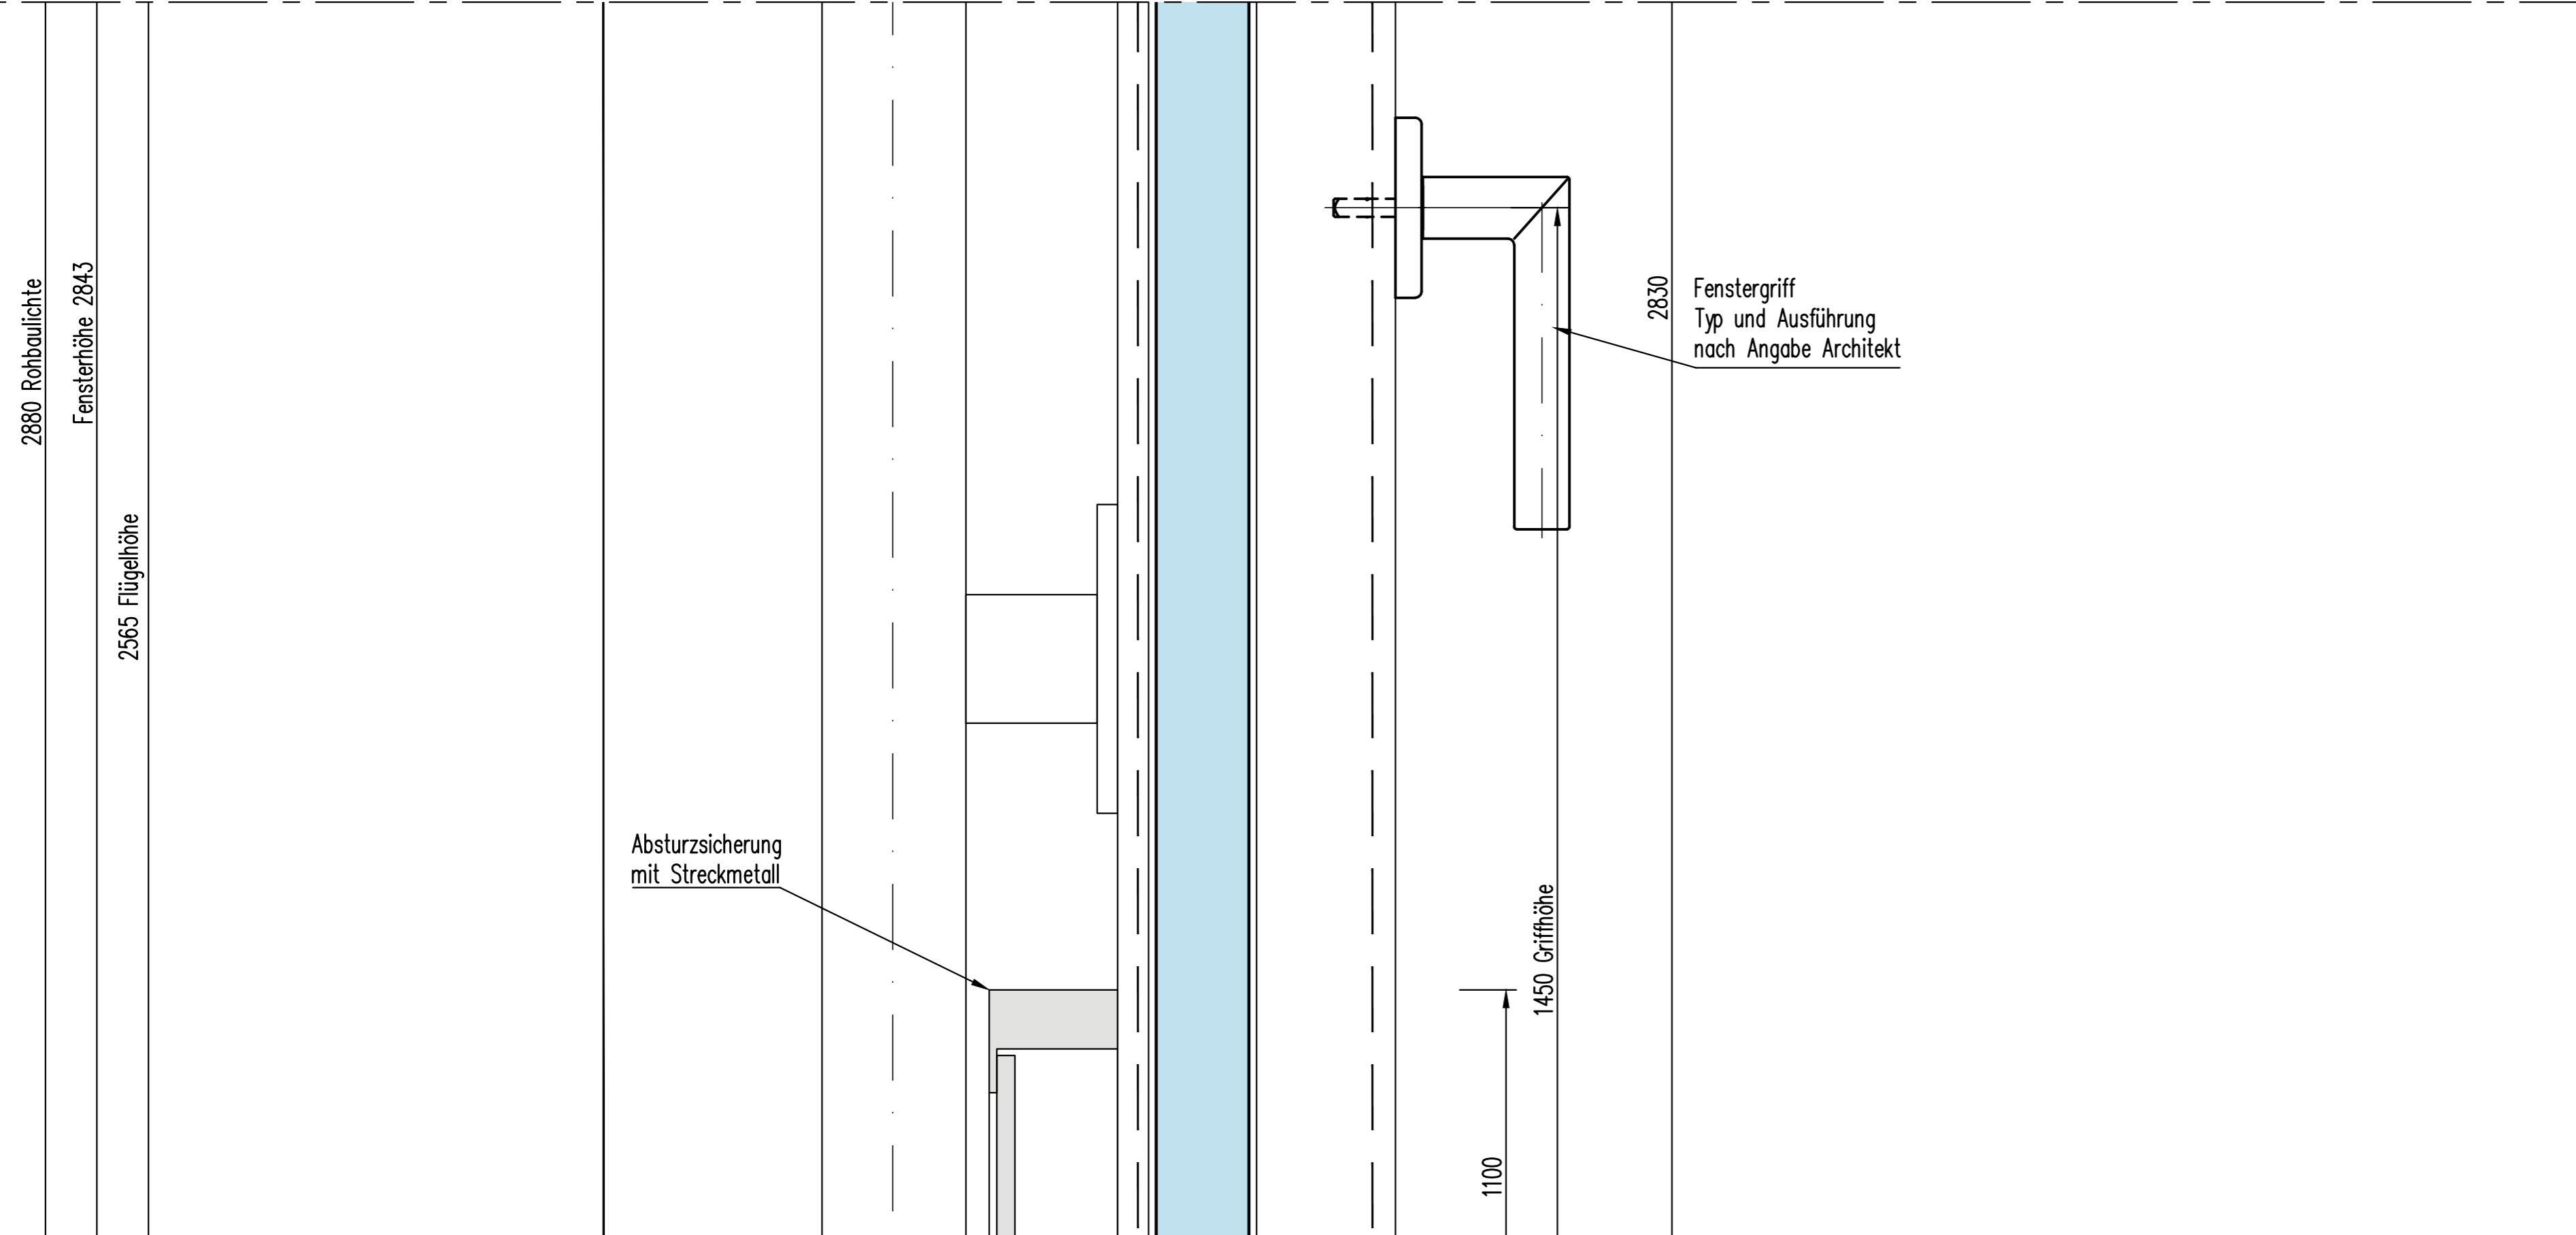 2880 Rohbaulichte
Fensterhöhe 2843
2565 Flügelhöhe
Absturzsicherung
mit Streckmetall
2830
Fenstergriff
Typ und Ausführung
nach Angabe Architekt
1450 Griffhöhe
1100